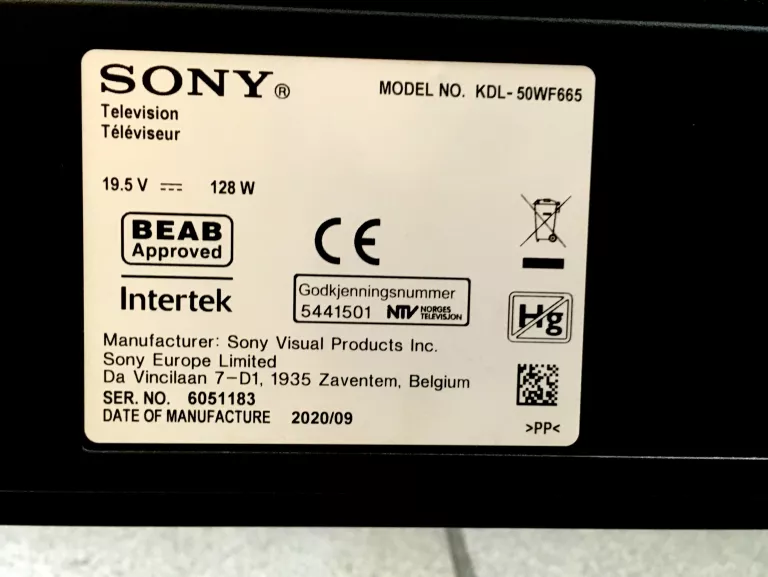 SONY®
MODEL NO. KDL-50WF665
Television
Téléviseur
19.5 V ⎓ 128 W
BEAB
Approved
Intertek
CE
Godkjenningsnummer
5441501 NTV NORGES
TELEVISJON
Hg
Manufacturer: Sony Visual Products Inc.
Sony Europe Limited
Da Vincilaan 7-D1, 1935 Zaventem, Belgium
SER. NO. 6051183
DATE OF MANUFACTURE 2020/09
>PP<